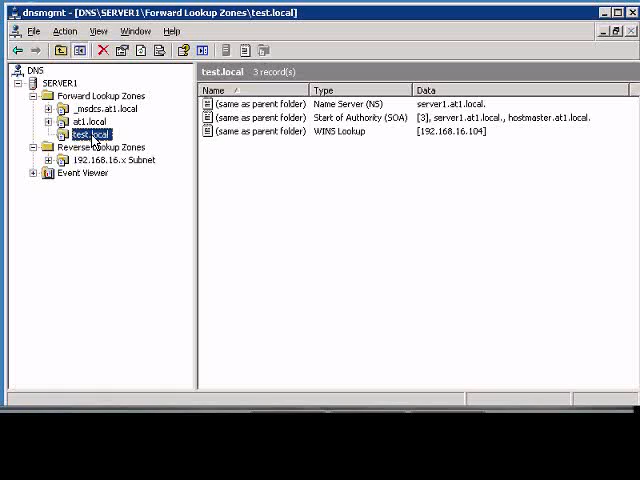 dnsmgmt - [DNS\SERVER1\Forward Lookup Zones\test.local]
File Action View Window Help
DNS
SERVER1
Forward Lookup Zones
_msdcs.at1.local
at1.local
test.local
Reverse Lookup Zones
192.168.16.x Subnet
Event Viewer
test.local 3 record(s)
Name Type Data
(same as parent folder) Name Server (NS) server1.at1.local.
(same as parent folder) Start of Authority (SOA) [3], server1.at1.local., hostmaster.at1.local.
(same as parent folder) WINS Lookup [192.168.16.104]